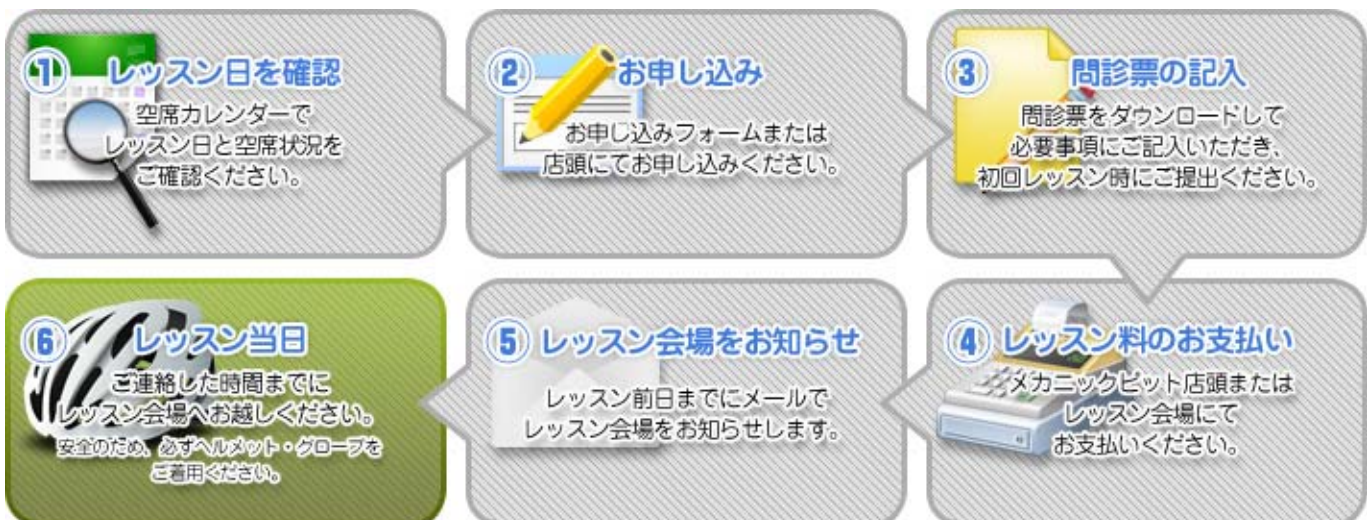 ① レッスン日を確認
空席カレンダーで
レッスン日と空席状況を
ご確認ください。
② お申し込み
お申し込みフォームまたは
店頭にてお申し込みください。
③ 問診票の記入
問診票をダウンロードして
必要事項にご記入いただき、
初回レッスン時にご提出ください。
④ レッスン料のお支払い
メカニックピット店頭または
レッスン会場にて
お支払いください。
⑤ レッスン会場をお知らせ
レッスン前日までにメールで
レッスン会場をお知らせします。
⑥ レッスン当日
ご連絡した時間までに
レッスン会場へお越しください。
安全のため、必ずヘルメット・グローブを
ご着用ください。